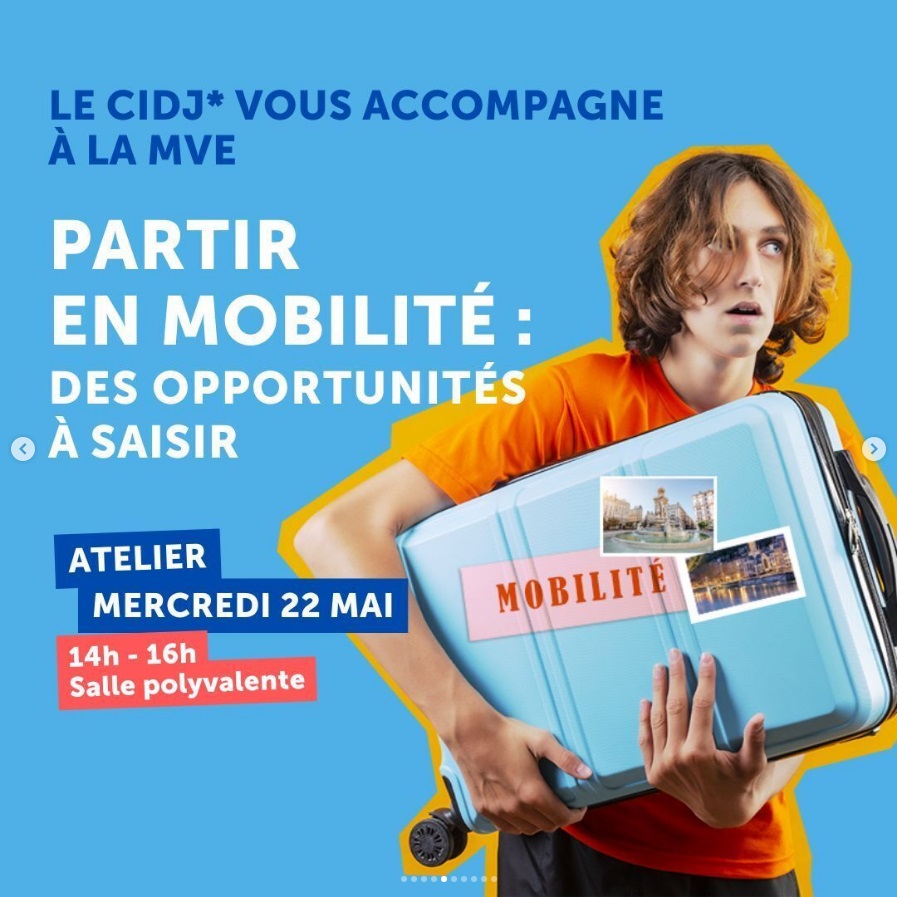 LE CIDJ* VOUS ACCOMPAGNE
À LA MVE
PARTIR
EN MOBILITÉ :
DES OPPORTUNITÉS
À SAISIR
ATELIER
MERCREDI 22 MAI
14h - 16h
Salle polyvalente
MOBILITÉ